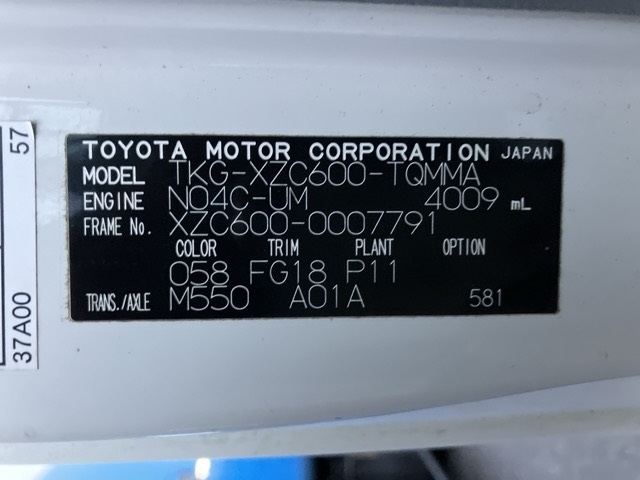 TOYOTA MOTOR CORPORATION JAPAN
MODEL TKG-XZC600-TQMMA
ENGINE N04C-UM 4009 mL
FRAME No. XZC600-0007791
COLOR TRIM PLANT OPTION
058 FG18 P11
TRANS./AXLE M550 A01A 581
37A00 57